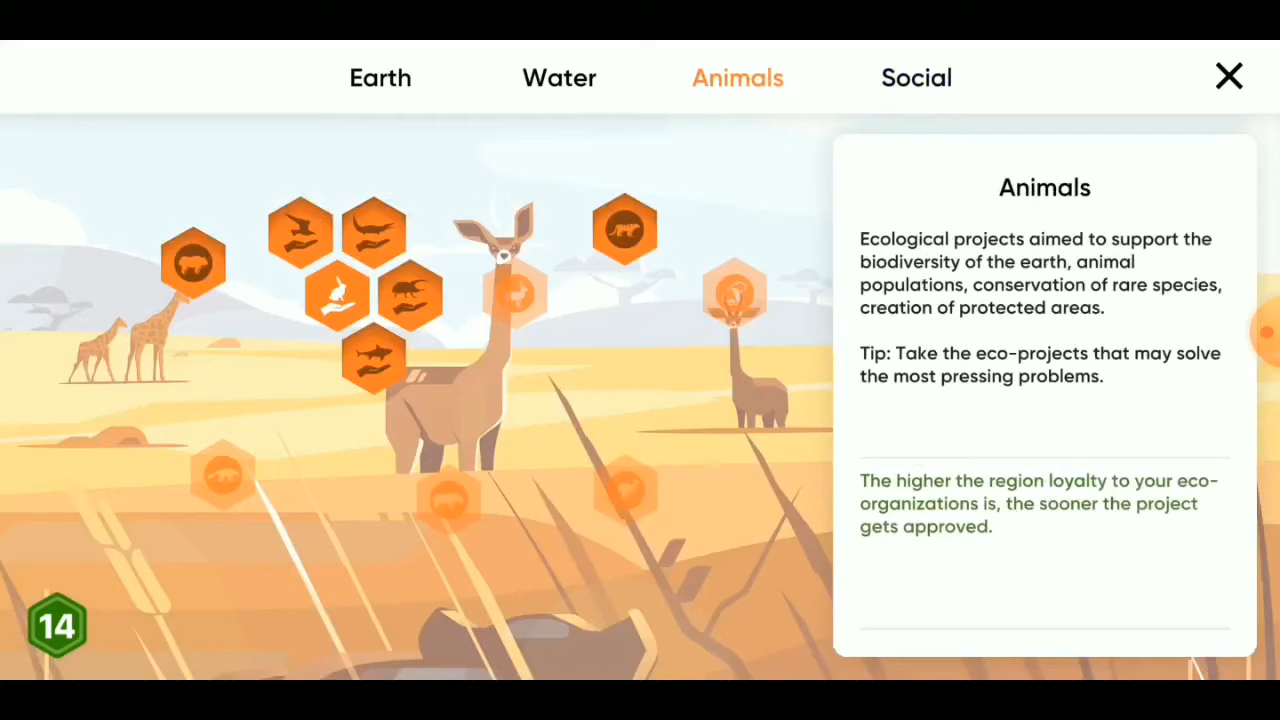 Earth
Water
Animals
Social
Animals
Ecological projects aimed to support the
biodiversity of the earth, animal
populations, conservation of rare species,
creation of protected areas.
Tip: Take the eco-projects that may solve
the most pressing problems.
The higher the region loyalty to your eco-
organizations is, the sooner the project
gets approved.
14